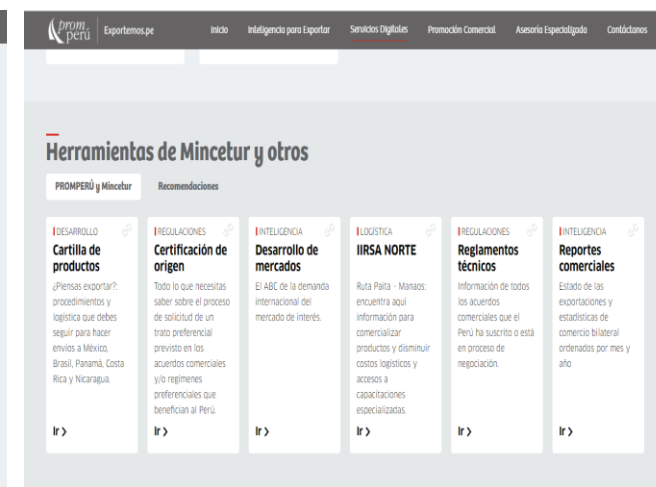 prom perú Exportemos.pe Inicio Inteligencia para Exportar Servicios Digitales Promoción Comercial Asesoría Especializada Contáctanos
Herramientas de Mincetur y otros
PROMPERÚ y Mincetur Recomendaciones
DESARROLLO
Cartilla de
productos
¿Piensas exportar?:
procedimientos y
logística que debes
seguir para hacer
envíos a México,
Brasil, Panamá, Costa
Rica y Nicaragua.
Ir >
REGULACIONES
Certificación de
origen
Todo lo que necesitas
saber sobre el proceso
de solicitud de un
trato preferencial
previsto en los
acuerdos comerciales
y/o regímenes
preferenciales que
benefician al Perú.
Ir >
INTELIGENCIA
Desarrollo de
mercados
El ABC de la demanda
internacional del
mercado de interés.
Ir >
LOGÍSTICA
IIRSA NORTE
Ruta Paita - Manaos:
encuentra aquí
información para
comercializar
productos y disminuir
costos logísticos y
accesos a
capacitaciones
especializadas.
Ir >
REGULACIONES
Reglamentos
técnicos
Información de todos
los acuerdos
comerciales que el
Perú ha suscrito o está
en proceso de
negociación.
Ir >
INTELIGENCIA
Reportes
comerciales
Estado de las
exportaciones y
estadísticas de
comercio bilateral
ordenados por mes y
año
Ir >